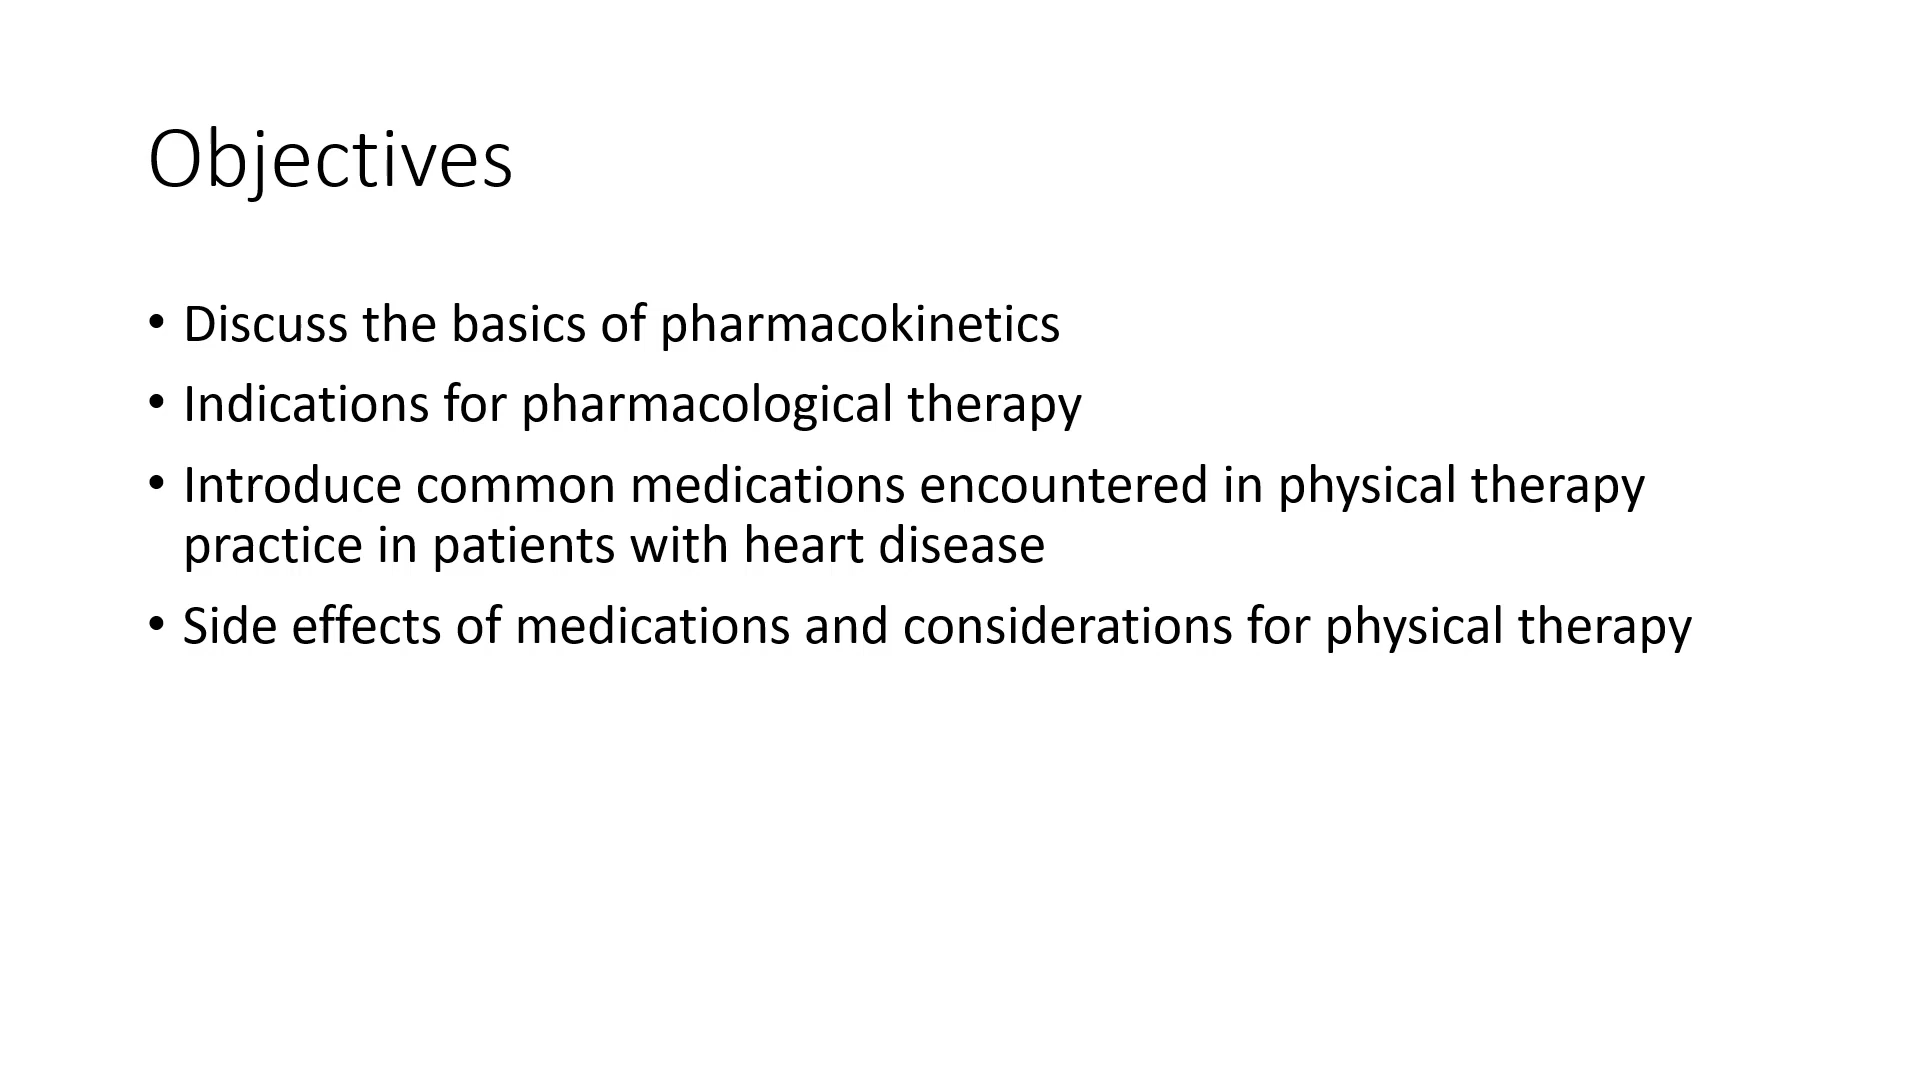 Objectives
• Discuss the basics of pharmacokinetics
• Indications for pharmacological therapy
• Introduce common medications encountered in physical therapy
practice in patients with heart disease
• Side effects of medications and considerations for physical therapy